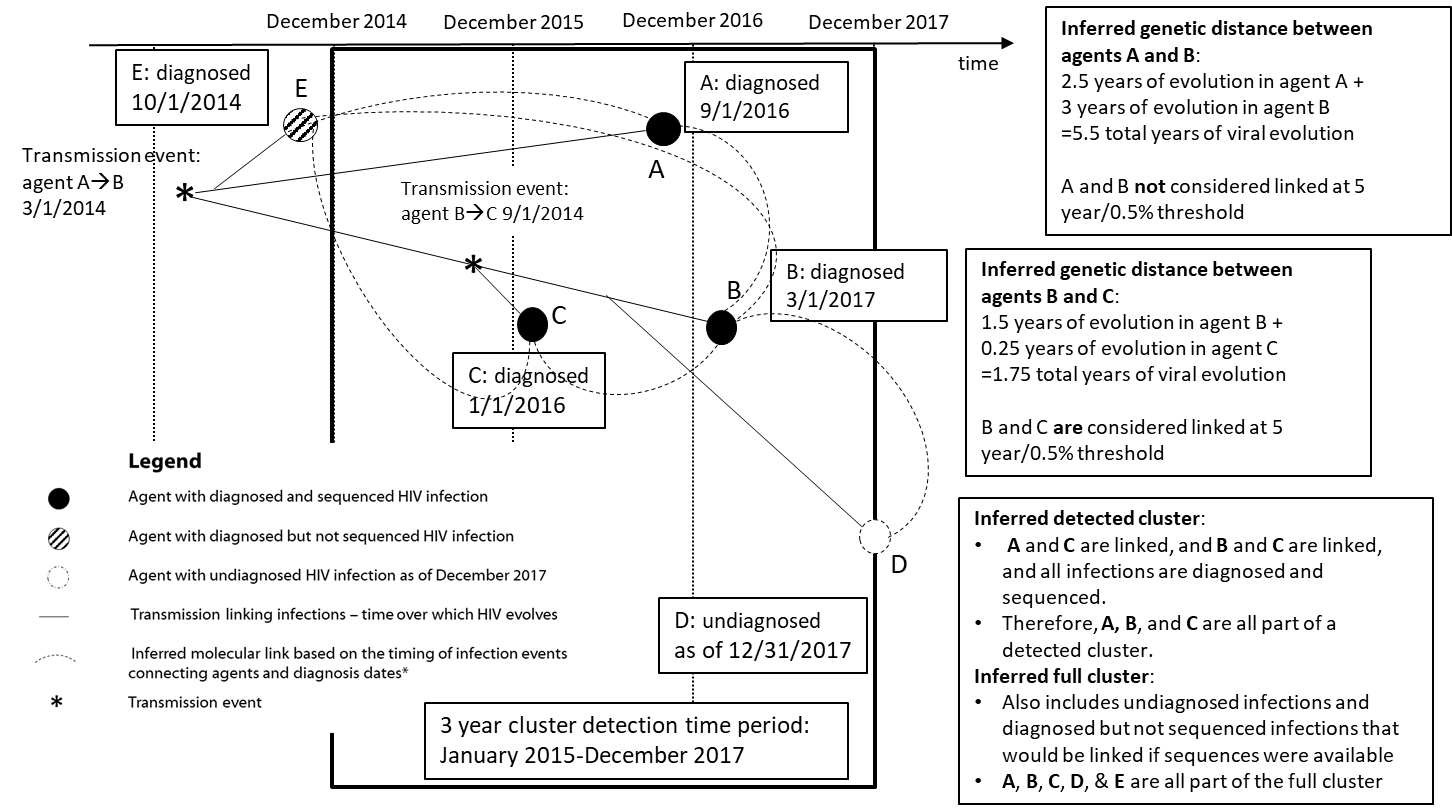 December 2014
December 2015
December 2016
December 2017
time
E: diagnosed
10/1/2014
E
A: diagnosed
9/1/2016
A
Transmission event:
agent A→B
3/1/2014
*
Transmission event:
agent B→C 9/1/2014
*
B: diagnosed
3/1/2017
B
C
C: diagnosed
1/1/2016
D
D: undiagnosed
as of 12/31/2017
3 year cluster detection time period:
January 2015-December 2017
Legend
Agent with diagnosed and sequenced HIV infection
Agent with diagnosed but not sequenced HIV infection
Agent with undiagnosed HIV infection as of December 2017
Transmission linking infections – time over which HIV evolves
Inferred molecular link based on the timing of infection events
connecting agents and diagnosis dates*
* Transmission event
Inferred genetic distance between
agents A and B:
2.5 years of evolution in agent A +
3 years of evolution in agent B
=5.5 total years of viral evolution
A and B not considered linked at 5
year/0.5% threshold
Inferred genetic distance between
agents B and C:
1.5 years of evolution in agent B +
0.25 years of evolution in agent C
=1.75 total years of viral evolution
B and C are considered linked at 5
year/0.5% threshold
Inferred detected cluster:
• A and C are linked, and B and C are linked,
and all infections are diagnosed and
sequenced.
• Therefore, A, B, and C are all part of a
detected cluster.
Inferred full cluster:
• Also includes undiagnosed infections and
diagnosed but not sequenced infections that
would be linked if sequences were available
• A, B, C, D, & E are all part of the full cluster